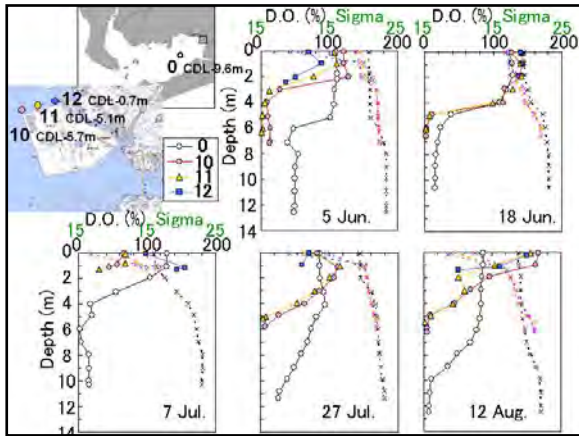 0 CDL-9.6m
12 CDL-0.7m
11 CDL-5.1m
10 CDL-5.7m
0
10
11
12
15 D.O. (%) Sigma 25
0 100 200
Depth (m)
0
2
4
6
8
10
12
14
5 Jun.
15 D.O. (%) Sigma 25
0 100 200
18 Jun.
15 D.O. (%) Sigma 25
0 100 200
Depth (m)
0
2
4
6
8
10
12
14
7 Jul.
27 Jul.
12 Aug.